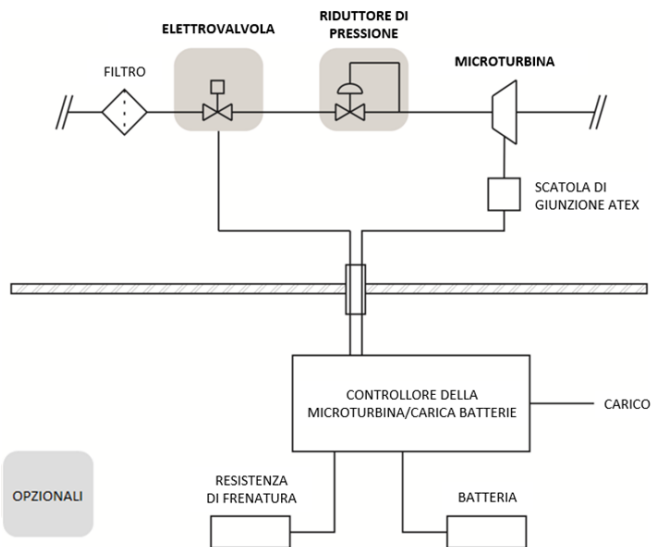 ELETTROVALVOLA
RIDUTTORE DI
PRESSIONE
FILTRO
MICROTURBINA
SCATOLA DI
GIUNZIONE ATEX
CONTROLLORE DELLA
MICROTURBINA/CARICA BATTERIE
CARICO
OPZIONALI
RESISTENZA
DI FRENATURA
BATTERIA